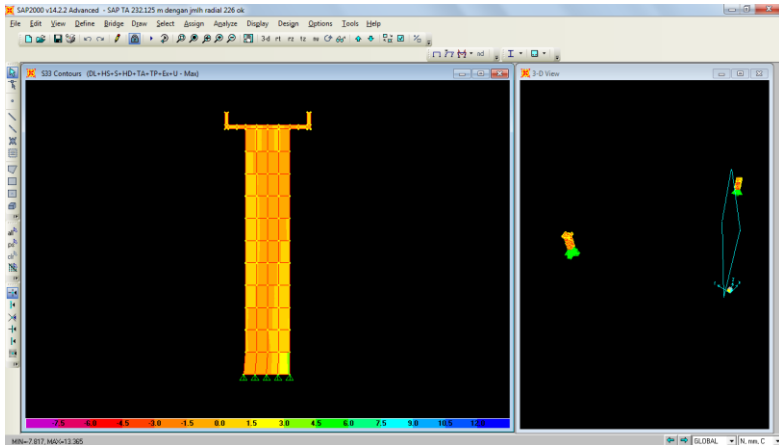 SAP2000 v14.2.2 Advanced - SAP TA 232.125 m dengan jmlh radial 226 ok
File Edit View Define Bridge Draw Select Assign Analyze Display Design Options Tools Help
3-d
nd
S33 Contours (DL+HS+S+HD+TA+TP+Ex+U - Max)
3-D View
-7.5 -6.0 -4.5 -3.0 -1.5 0.0 1.5 3.0 4.5 6.0 7.5 9.0 10.5 12.0
MIN=-7.817, MAX=13.365
GLOBAL
N, mm, C